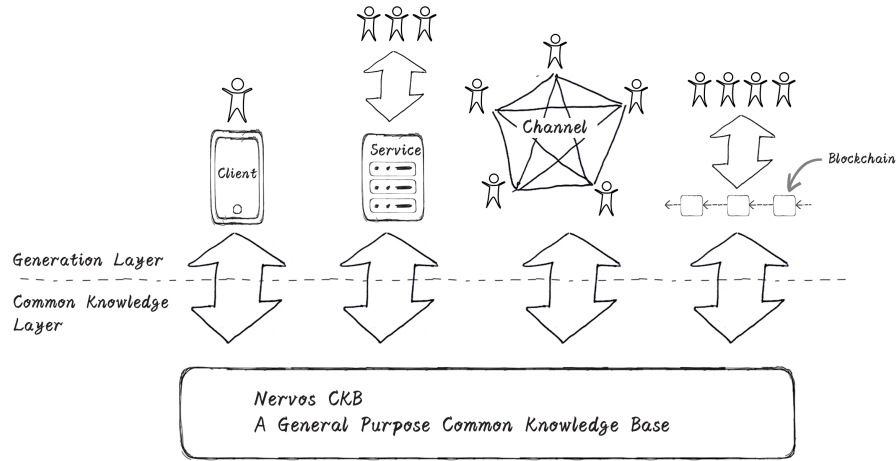 Client
Service
Channel
Blockchain
Generation Layer
Common Knowledge
Layer
Nervos CKB
A General Purpose Common Knowledge Base